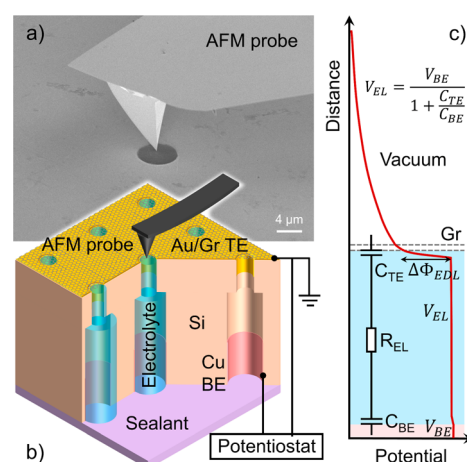 a)
AFM probe
4 µm
AFM probe
Au/Gr TE
Electrolyte
Si
Cu
BE
Sealant
Potentiostat
b)
c)
Distance
V_EL = V_BE / (1 + C_TE / C_BE)
Vacuum
Gr
C_TE
ΔΦ_EDL
V_EL
R_EL
C_BE
V_BE
Potential